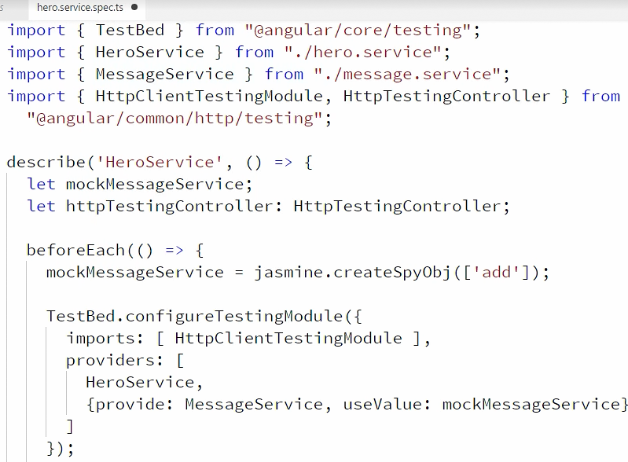 hero.service.spec.ts ●
import { TestBed } from "@angular/core/testing";
import { HeroService } from "./hero.service";
import { MessageService } from "./message.service";
import { HttpClientTestingModule, HttpTestingController } from
"@angular/common/http/testing";
describe('HeroService', () => {
let mockMessageService;
let httpTestingController: HttpTestingController;
beforeEach(() => {
mockMessageService = jasmine.createSpyObj(['add']);
TestBed.configureTestingModule({
imports: [ HttpClientTestingModule ],
providers: [
HeroService,
{provide: MessageService, useValue: mockMessageService}
]
});